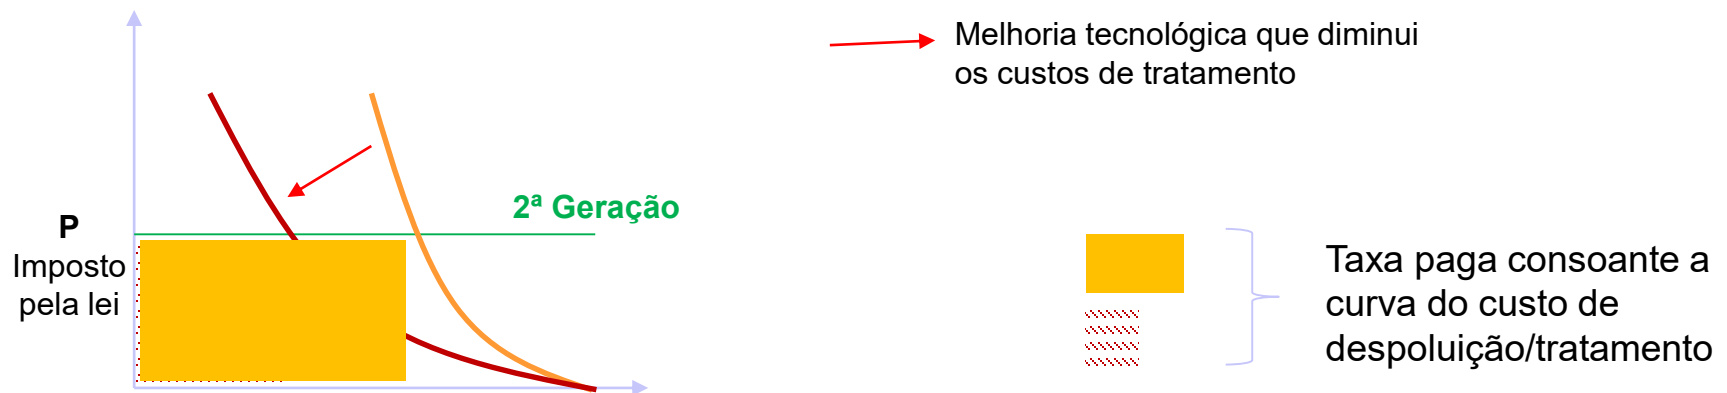 Melhoria tecnológica que diminui
os custos de tratamento
2ª Geração
P
Imposto
pela lei
Taxa paga consoante a
curva do custo de
despoluição/tratamento